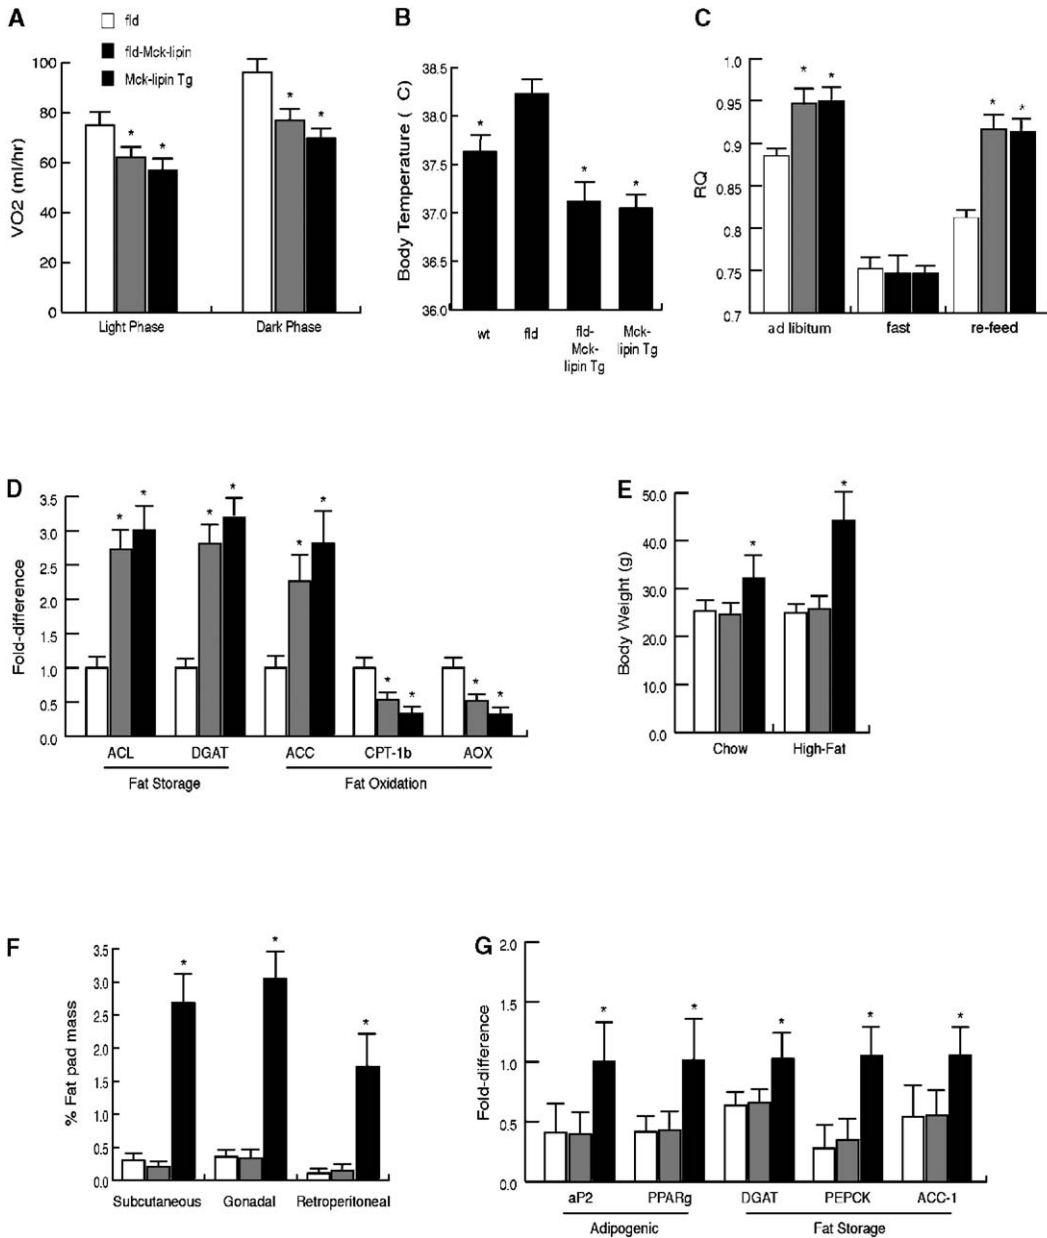 A
fld
fld-Mck-lipin
Mck-lipin Tg
VO2 (ml/hr)
100
80
60
40
20
0
* * * *
Light Phase Dark Phase
B
Body Temperature ( C)
38.5
38.0
37.5
37.0
36.5
36.0
* * *
wt fld fld-Mck-lipin Tg Mck-lipin Tg
C
RQ
1.0
0.95
0.9
0.85
0.8
0.75
0.7
* * * *
ad libitum fast re-feed
D
Fold-difference
3.5
3.0
2.5
2.0
1.5
1.0
0.5
0.0
* * * * * * * * * *
ACL DGAT ACC CPT-1b AOX
Fat Storage Fat Oxidation
E
Body Weight (g)
50.0
40.0
30.0
20.0
10.0
0.0
* *
Chow High-Fat
F
% Fat pad mass
3.5
3.0
2.5
2.0
1.5
1.0
0.5
0.0
* * *
Subcutaneous Gonadal Retroperitoneal
G
Fold-difference
2.0
1.5
1.0
0.5
0.0
* * * * *
aP2 PPARg DGAT PEPCK ACC-1
Adipogenic Fat Storage